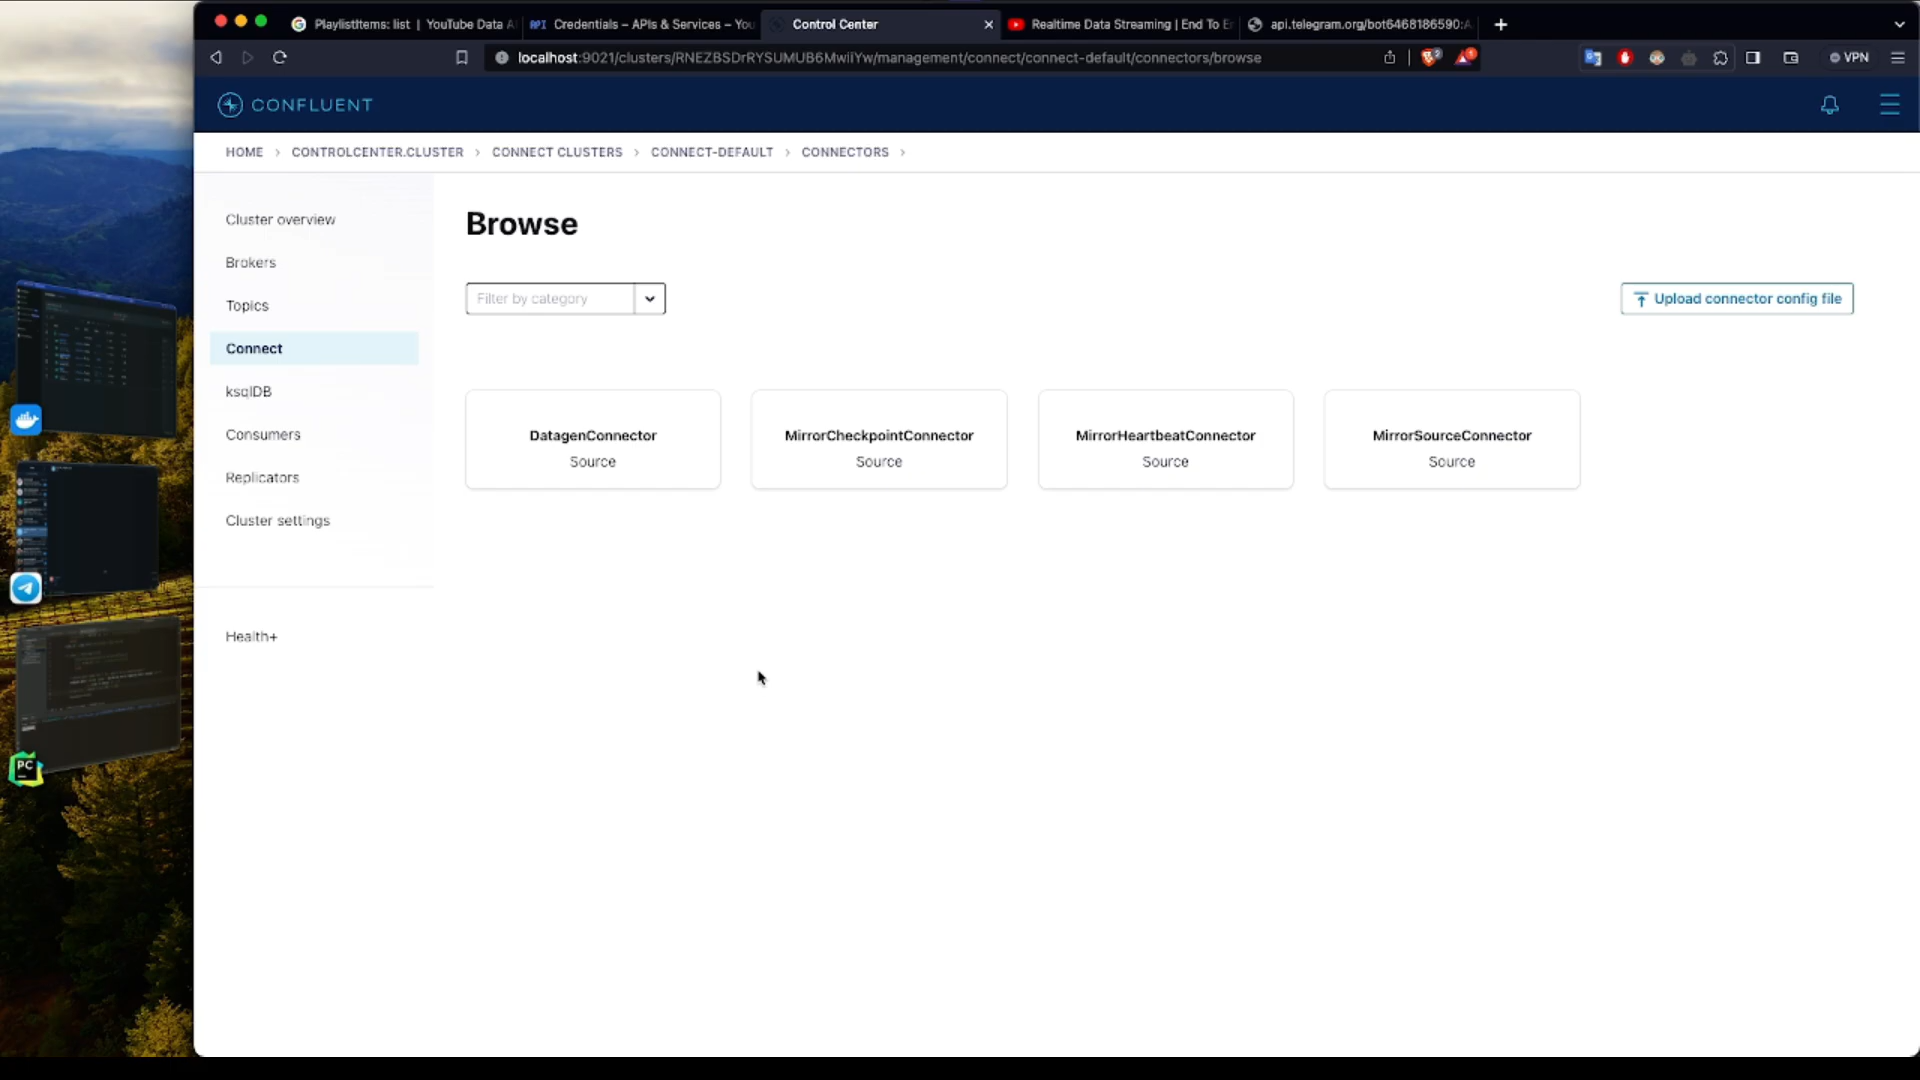 PlaylistItems: list | YouTube Data A
API Credentials – APIs & Services – You
Control Center
Realtime Data Streaming | End To E
api.telegram.org/bot6468186590:A
localhost:9021/clusters/RNEZBSDrRYSUMUB6MwiiYw/management/connect/connect-default/connectors/browse
VPN
CONFLUENT
HOME > CONTROLCENTER.CLUSTER > CONNECT CLUSTERS > CONNECT-DEFAULT > CONNECTORS >
Cluster overview
Brokers
Topics
Connect
ksqlDB
Consumers
Replicators
Cluster settings
Health+
Browse
Filter by category
Upload connector config file
DatagenConnector
Source
MirrorCheckpointConnector
Source
MirrorHeartbeatConnector
Source
MirrorSourceConnector
Source
PC